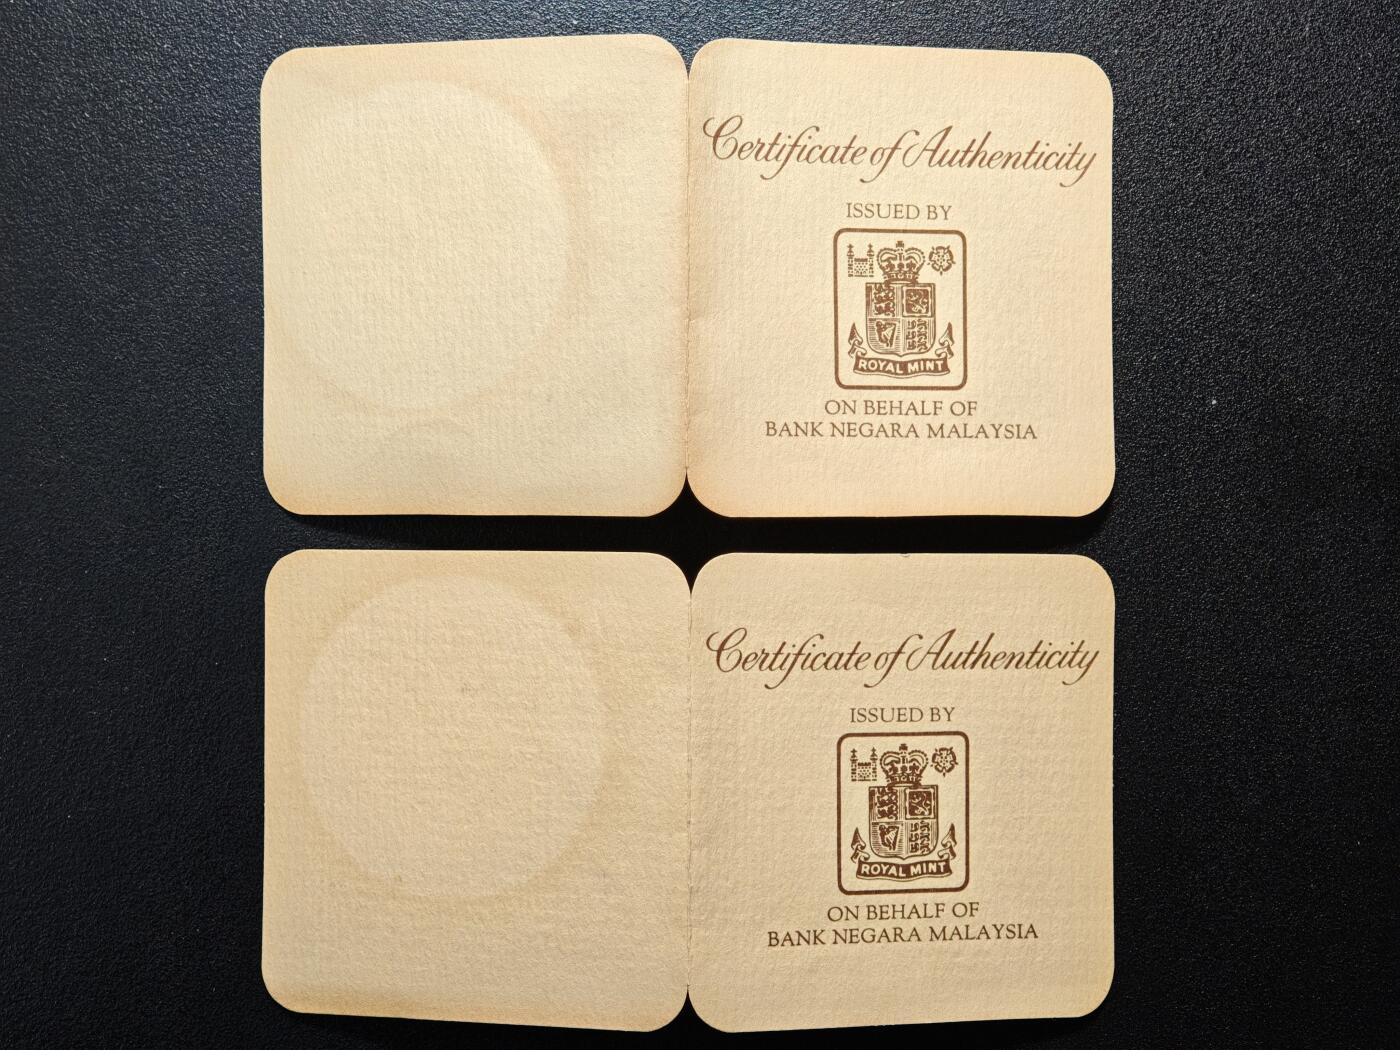 Certificate of Authenticity
ISSUED BY
ROYAL MINT
ON BEHALF OF
BANK NEGARA MALAYSIA
Certificate of Authenticity
ISSUED BY
ROYAL MINT
ON BEHALF OF
BANK NEGARA MALAYSIA